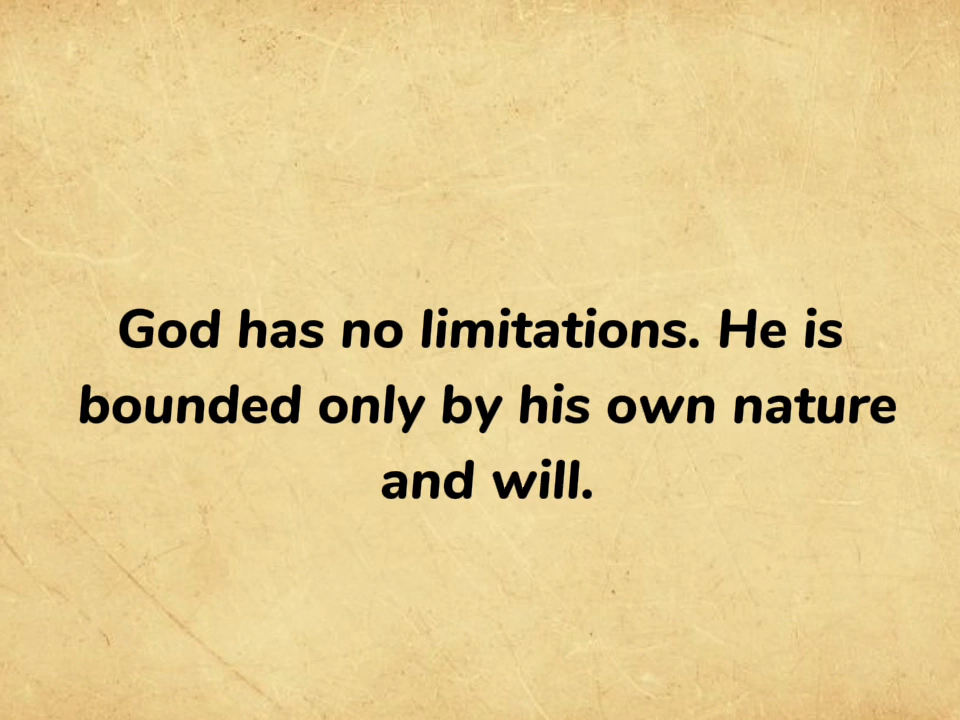 God has no limitations. He is
bounded only by his own nature
and will.